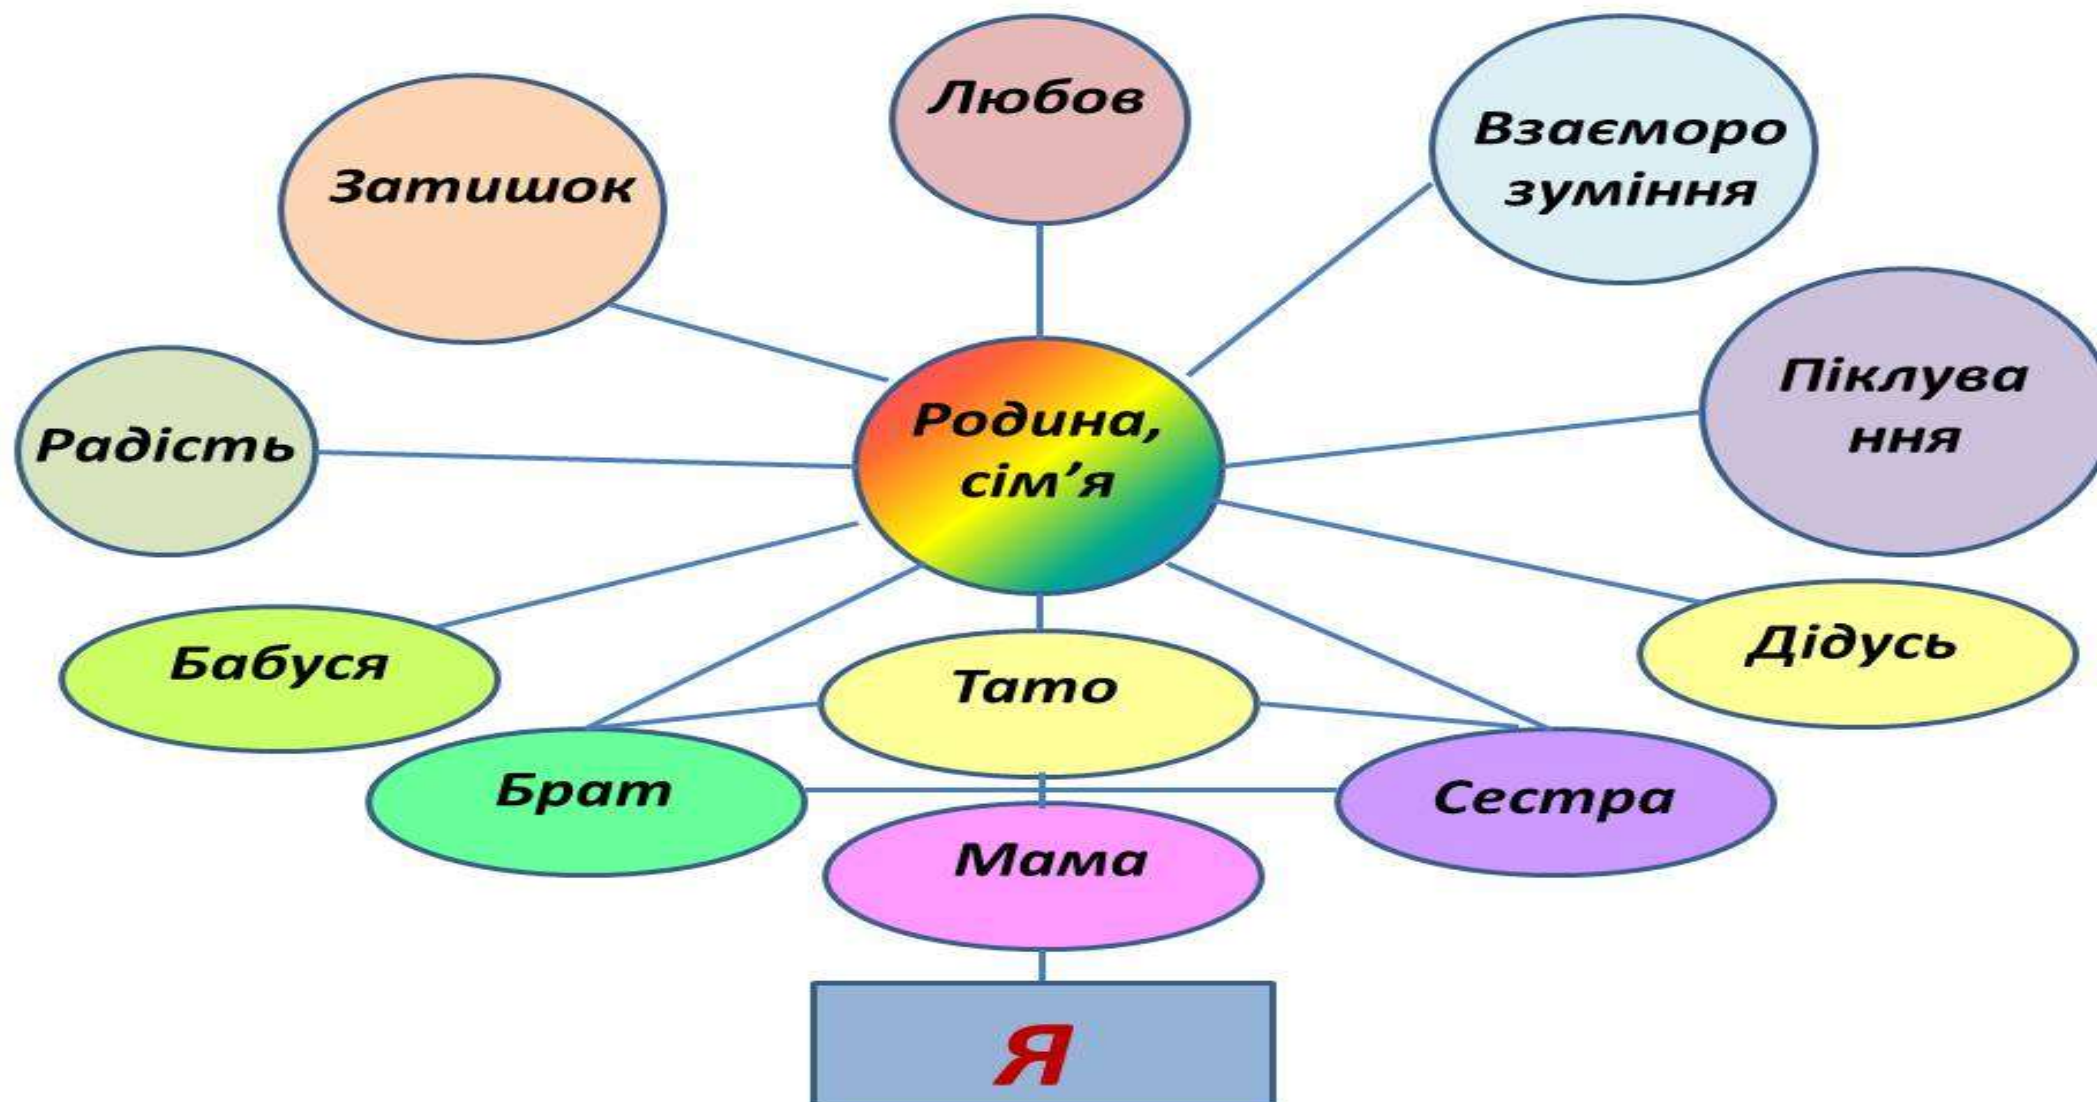 Любов
Затишок
Взаєморо
зуміння
Радість
Родина,
сім’я
Піклува
ння
Бабуся
Тато
Дідусь
Брат
Сестра
Мама
Я